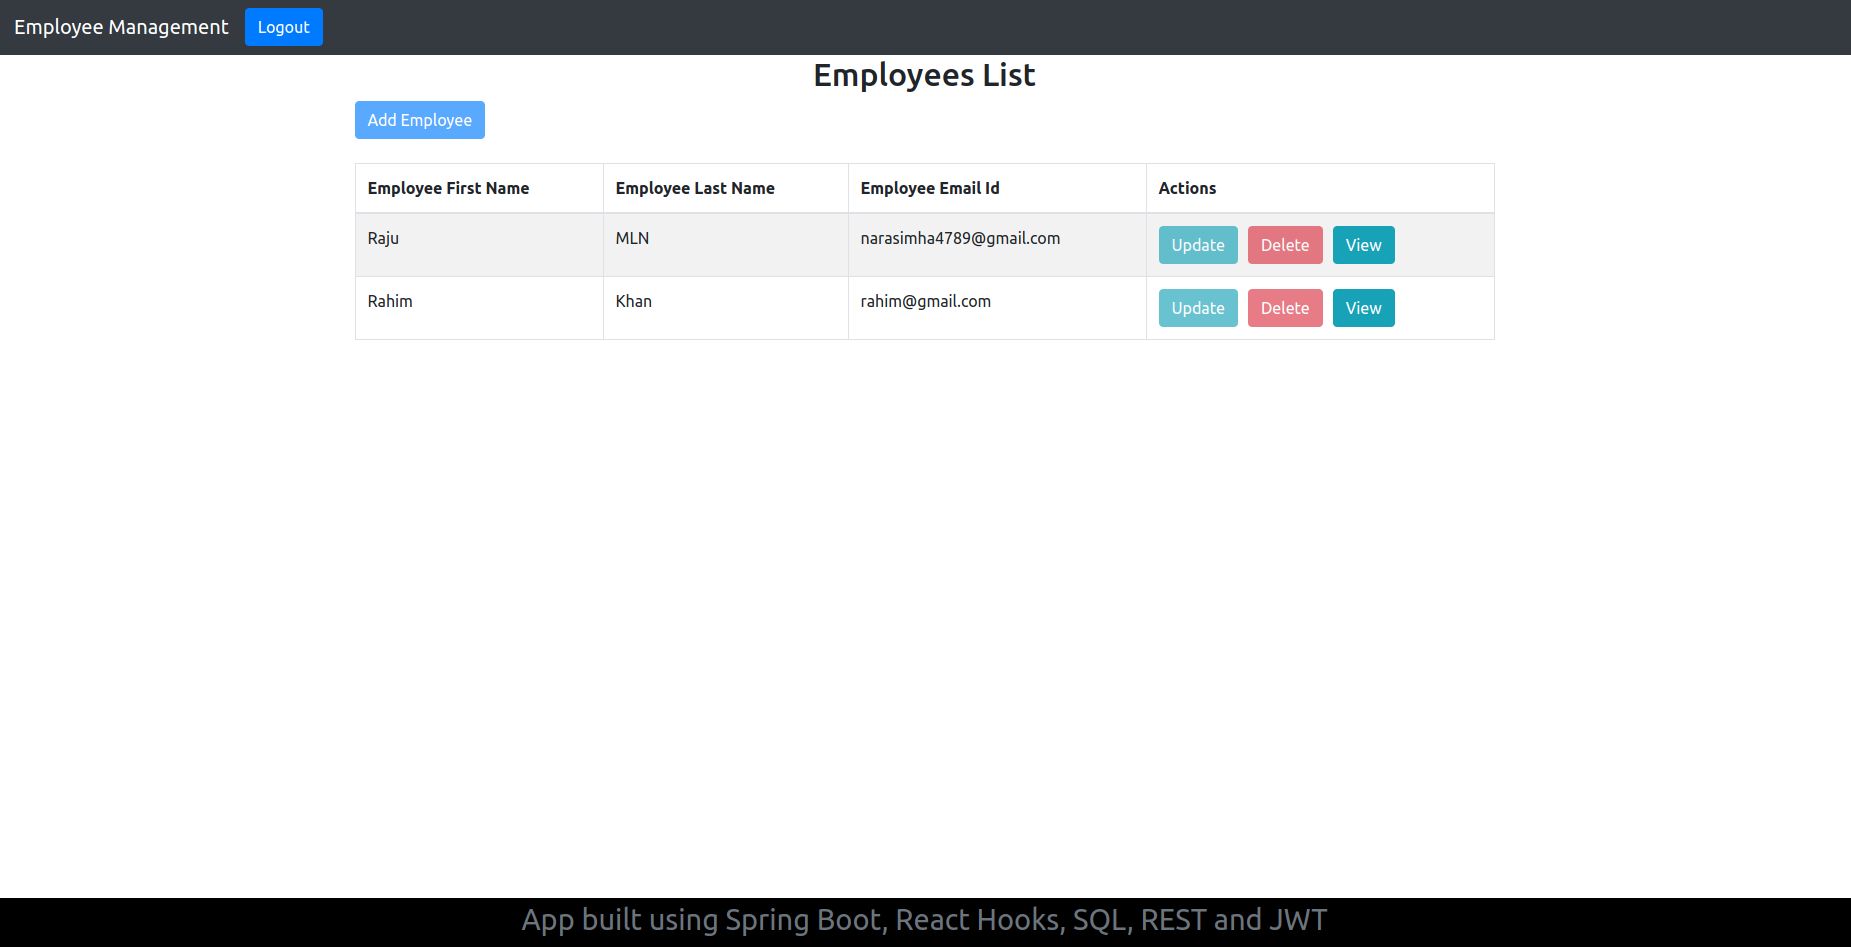 Employee Management Logout
Employees List
Add Employee
Employee First Name Employee Last Name Employee Email Id Actions
Raju MLN narasimha4789@gmail.com Update Delete View
Rahim Khan rahim@gmail.com Update Delete View
App built using Spring Boot, React Hooks, SQL, REST and JWT